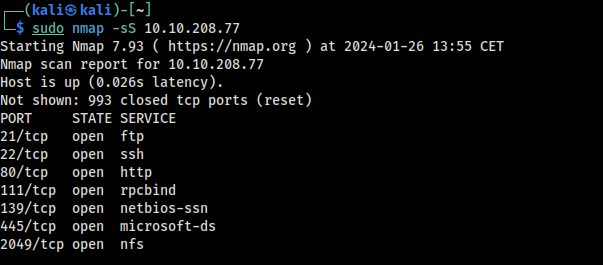 ┌──(kali㉿kali)-[~]
└─$ sudo nmap -sS 10.10.208.77
Starting Nmap 7.93 ( https://nmap.org ) at 2024-01-26 13:55 CET
Nmap scan report for 10.10.208.77
Host is up (0.026s latency).
Not shown: 993 closed tcp ports (reset)
PORT     STATE SERVICE
21/tcp   open  ftp
22/tcp   open  ssh
80/tcp   open  http
111/tcp  open  rpcbind
139/tcp  open  netbios-ssn
445/tcp  open  microsoft-ds
2049/tcp open  nfs